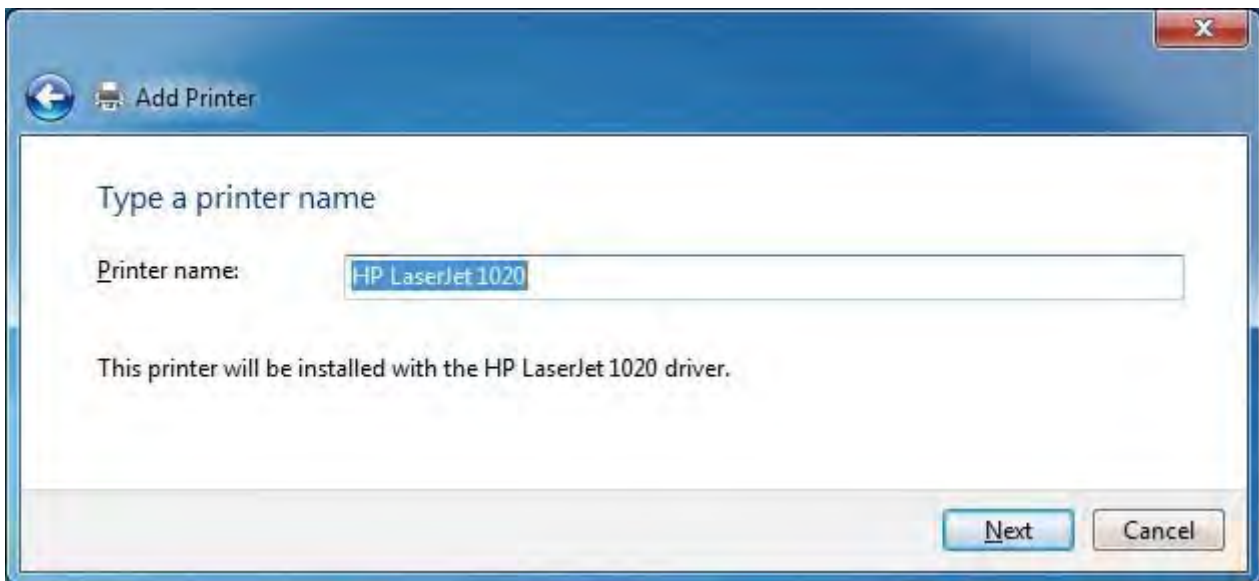 Add Printer
Type a printer name
Printer name: HP LaserJet 1020
This printer will be installed with the HP LaserJet 1020 driver.
Next Cancel